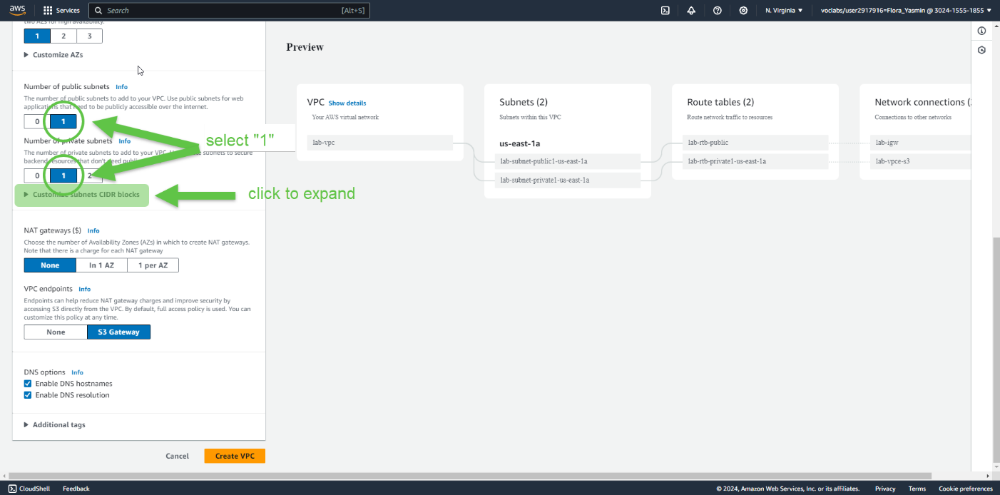 aws Services Search [Alt+S] N. Virginia voclabs/user2917916=Flora_Yasmin @ 3024-1555-1855
two AZs for high availability.
1 2 3
Customize AZs
Number of public subnets Info
The number of public subnets to add to your VPC. Use public subnets for web
applications that need to be publicly accessible over the internet.
0 1
select "1"
Number of private subnets Info
The number of private subnets to add to your VPC. subnets to secure
backend resources that don't need public
0 1 2
Customize subnets CIDR blocks
click to expand
NAT gateways ($) Info
Choose the number of Availability Zones (AZs) in which to create NAT gateways.
Note that there is a charge for each NAT gateway
None In 1 AZ 1 per AZ
VPC endpoints Info
Endpoints can help reduce NAT gateway charges and improve security by
accessing S3 directly from the VPC. By default, full access policy is used. You can
customize this policy at any time.
None S3 Gateway
DNS options Info
Enable DNS hostnames
Enable DNS resolution
Additional tags
Cancel Create VPC
Preview
VPC Show details
Your AWS virtual network
lab-vpc
Subnets (2)
Subnets within this VPC
us-east-1a
lab-subnet-public1-us-east-1a
lab-subnet-private1-us-east-1a
Route tables (2)
Route network traffic to resources
lab-rtb-public
lab-rtb-private1-us-east-1a
Network connections (
Connections to other networks
lab-igw
lab-vpce-s3
CloudShell Feedback © 2024, Amazon Web Services, Inc. or its affiliates. Privacy Terms Cookie preferences